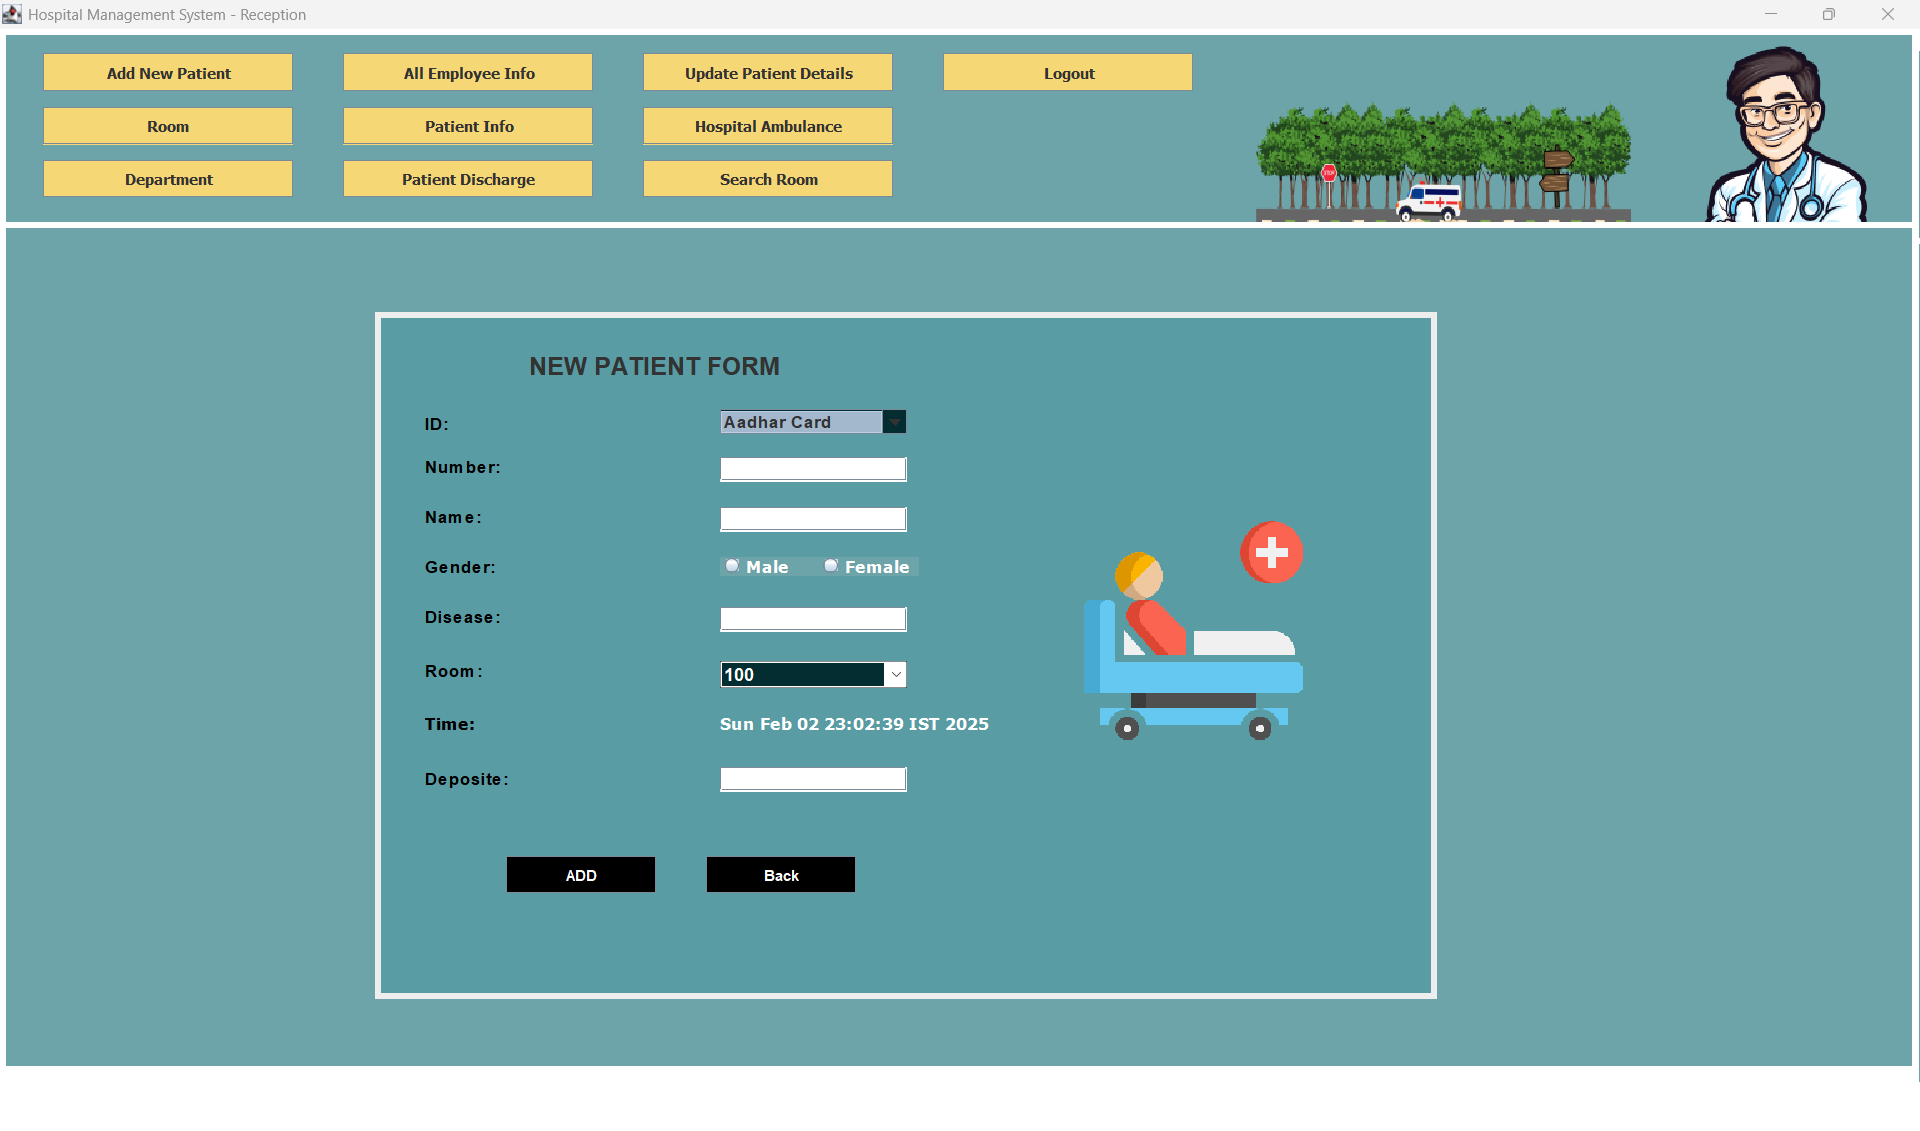 Hospital Management System - Reception
Add New Patient All Employee Info Update Patient Details Logout
Room Patient Info Hospital Ambulance
Department Patient Discharge Search Room
STOP
NEW PATIENT FORM
ID: Aadhar Card
Number:
Name:
Gender: Male Female
Disease:
Room: 100
Time: Sun Feb 02 23:02:39 IST 2025
Deposite:
ADD Back